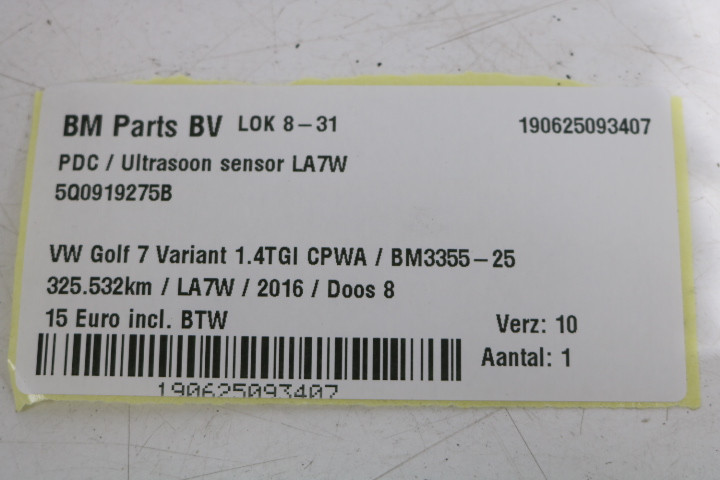 BM Parts BV LOK 8-31 190625093407
PDC / Ultrasoon sensor LA7W
5Q0919275B
VW Golf 7 Variant 1.4TGI CPWA / BM3355-25
325.532km / LA7W / 2016 / Doos 8
15 Euro incl. BTW Verz: 10
Aantal: 1
190625093407